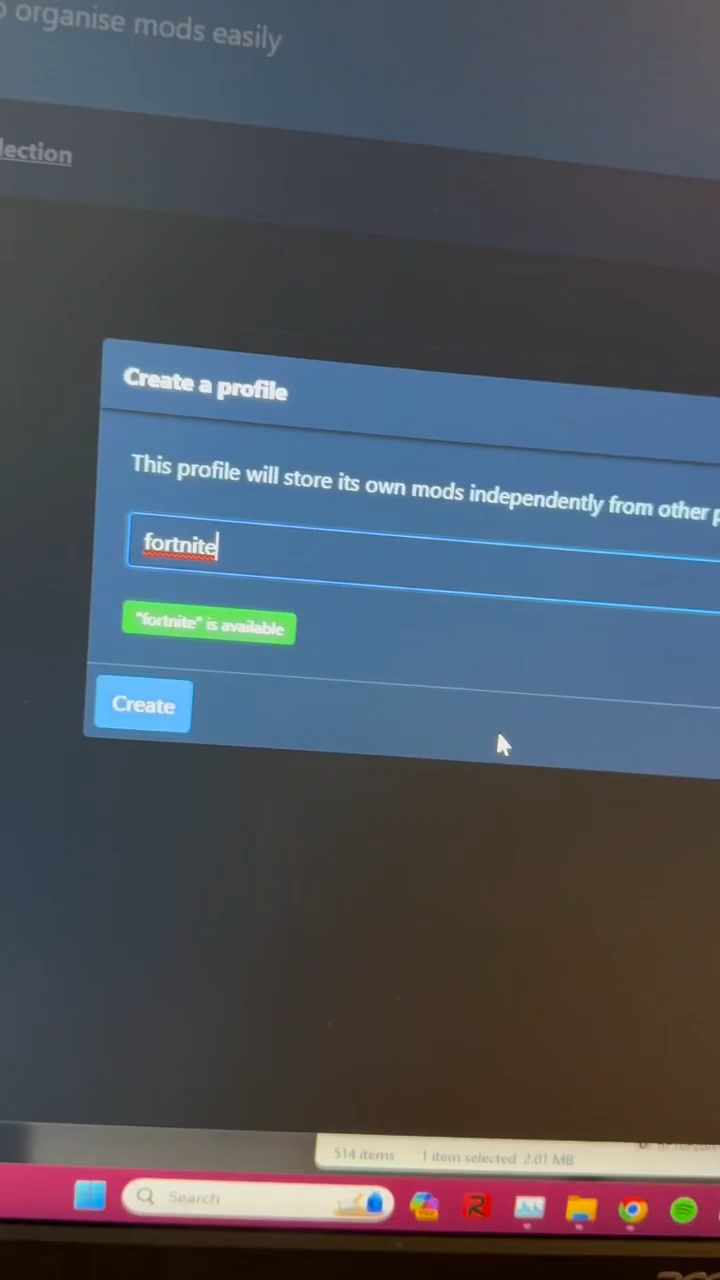 organise mods easily
lection
Create a profile
This profile will store its own mods independently from other
fortnite
"fortnite" is available
Create
514 items 1 item selected 2.01 MB
Search